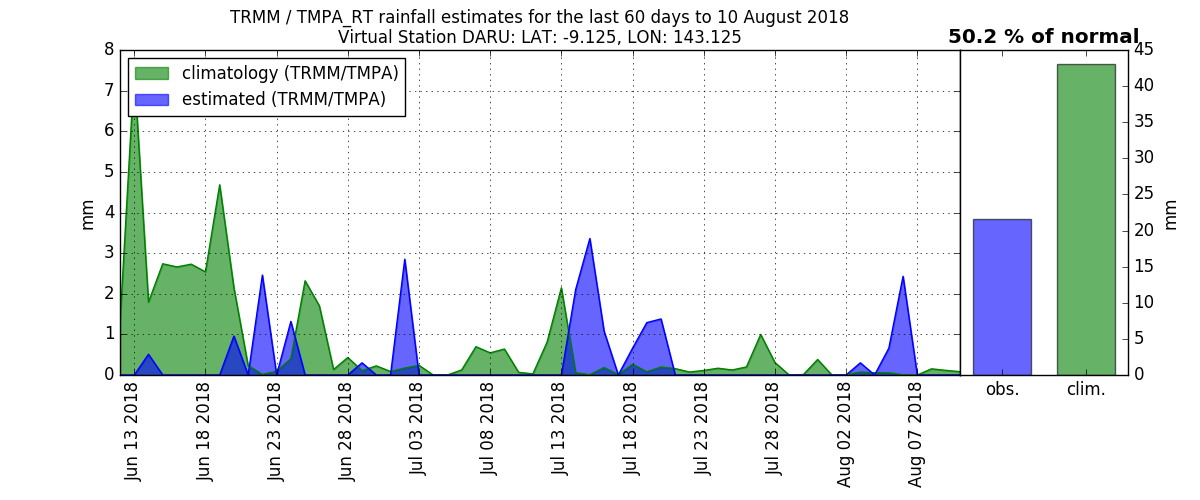 TRMM / TMPA_RT rainfall estimates for the last 60 days to 10 August 2018
Virtual Station DARU: LAT: -9.125, LON: 143.125
50.2 % of normal
climatology (TRMM/TMPA)
estimated (TRMM/TMPA)
8
7
6
5
4
3
2
1
0
mm
Jun 13 2018
Jun 18 2018
Jun 23 2018
Jun 28 2018
Jul 03 2018
Jul 08 2018
Jul 13 2018
Jul 18 2018
Jul 23 2018
Jul 28 2018
Aug 02 2018
Aug 07 2018
45
40
35
30
25
20
15
10
5
0
mm
obs.
clim.